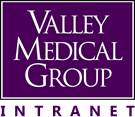 VALLEY
MEDICAL
GROUP
INTRANET